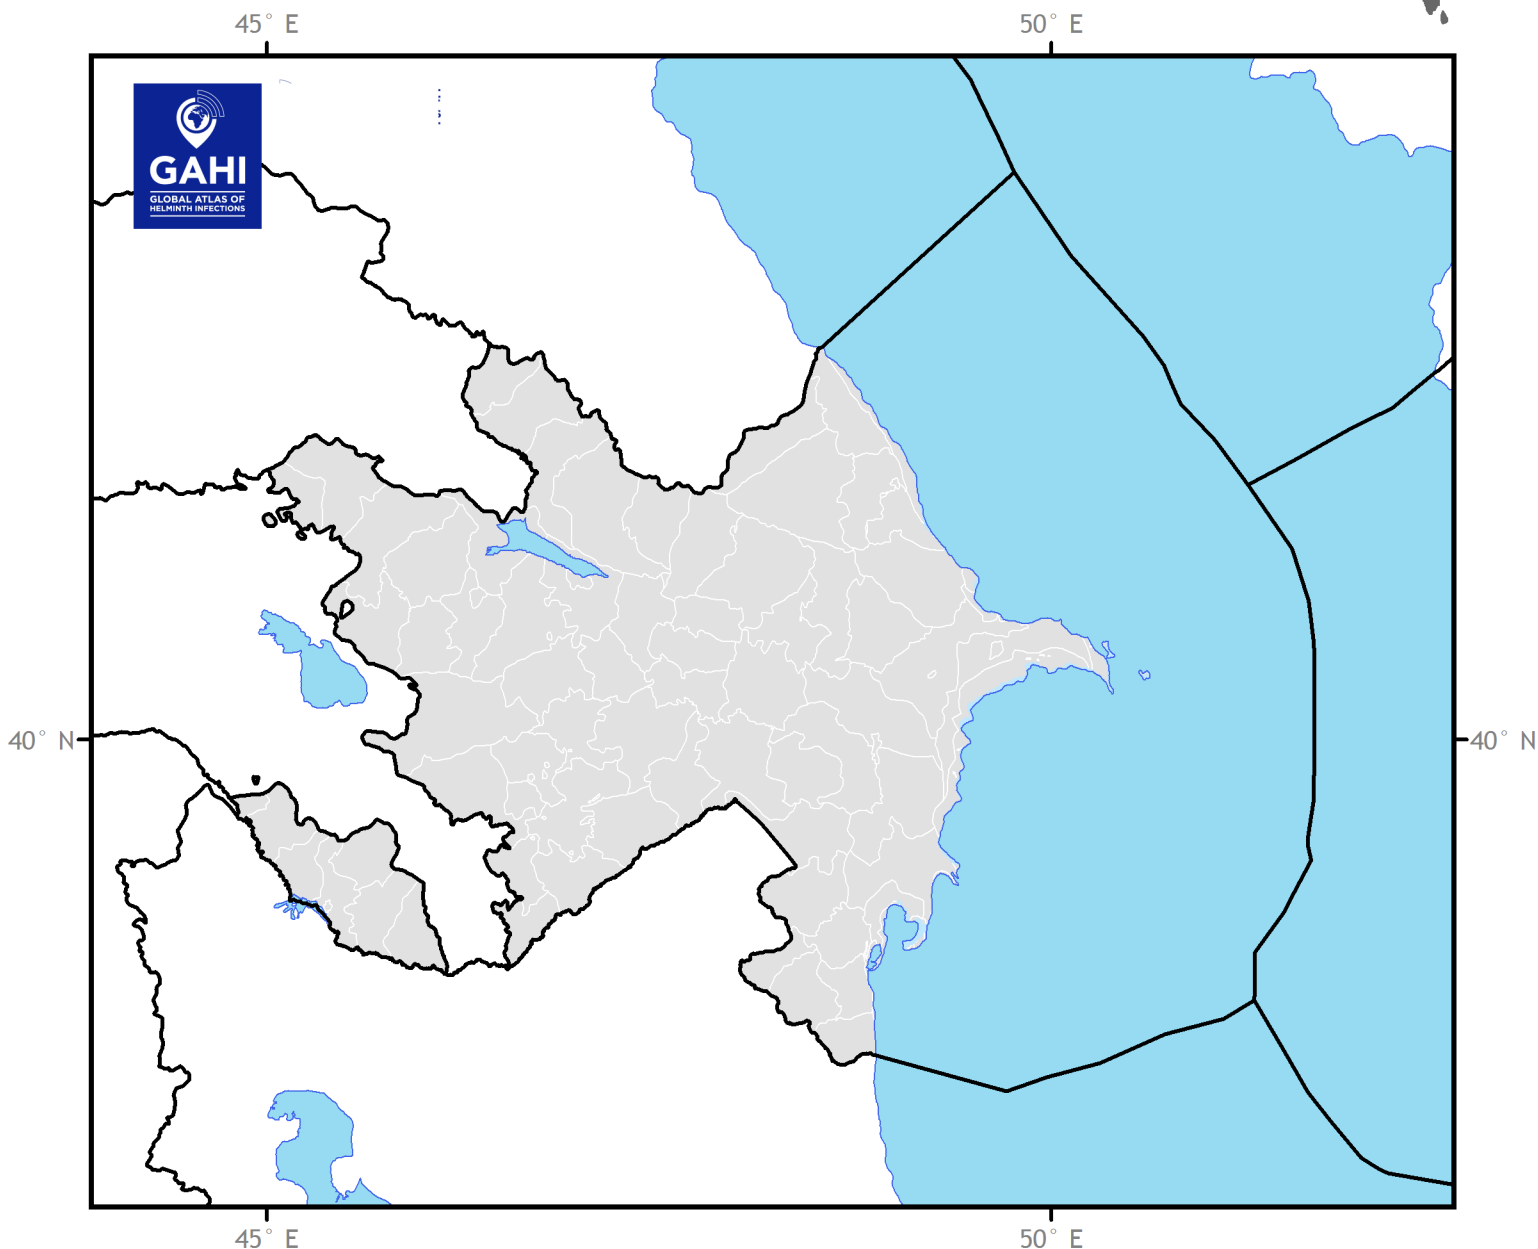 45° E
50° E
GAHI
GLOBAL ATLAS OF
HELMINTH INFECTIONS
40° N
40° N
45° E
50° E